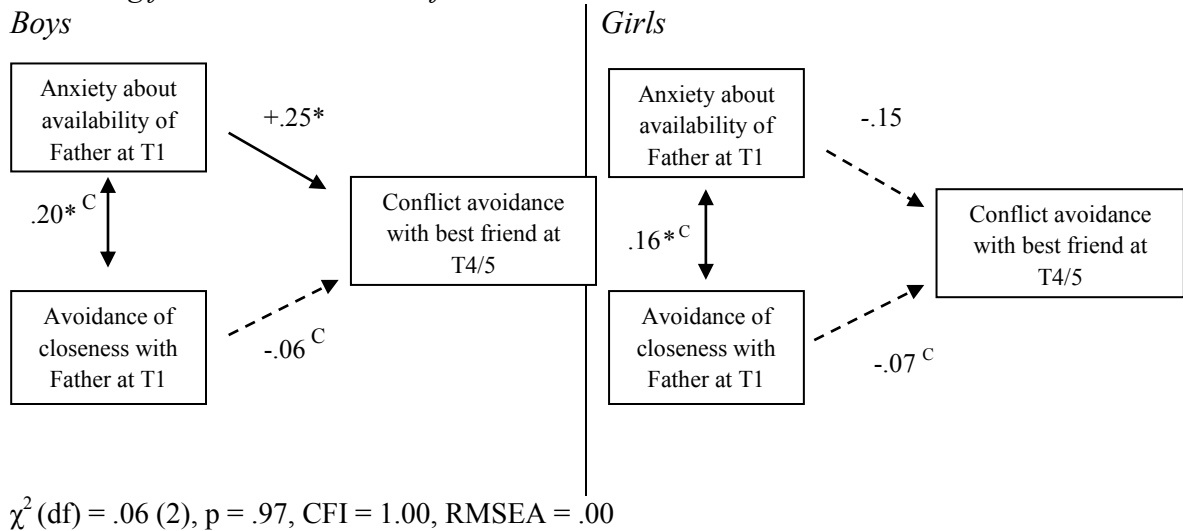 Boys
Anxiety about
availability of
Father at T1
+.25*
.20* C
Conflict avoidance
with best friend at
T4/5
Avoidance of
closeness with
Father at T1
-.06 C
Girls
Anxiety about
availability of
Father at T1
-.15
.16* C
Conflict avoidance
with best friend at
T4/5
Avoidance of
closeness with
Father at T1
-.07 C
χ² (df) = .06 (2), p = .97, CFI = 1.00, RMSEA = .00